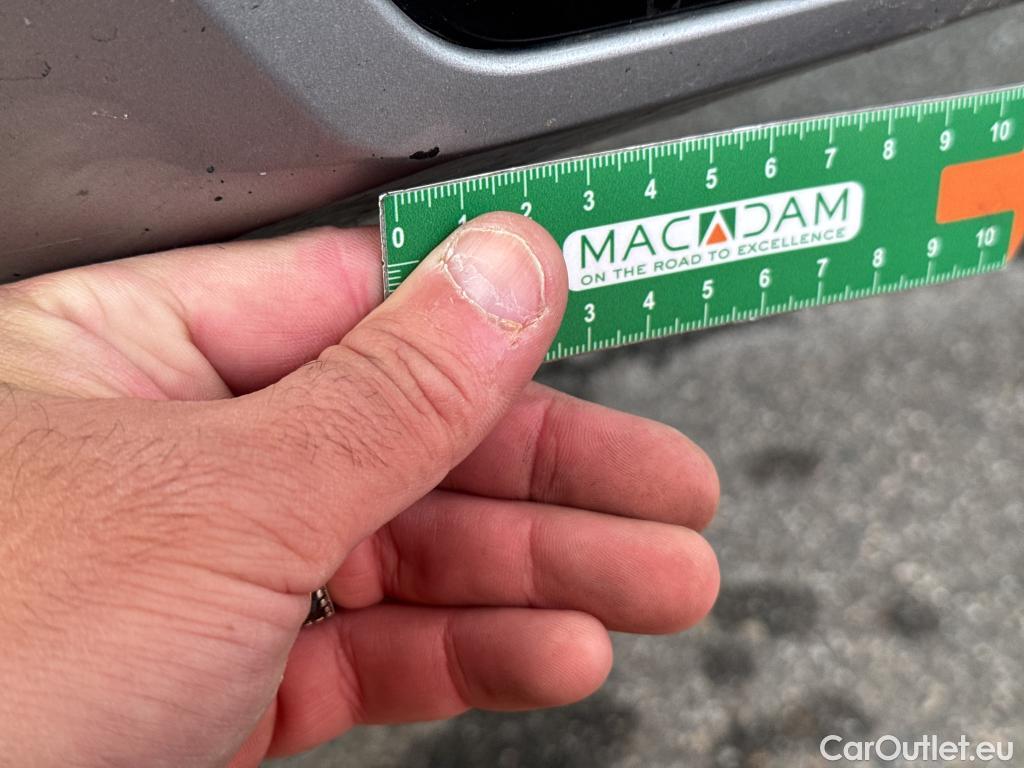 0 1 2 3 4 5 6 7 8 9 10
MACADAM
ON THE ROAD TO EXCELLENCE
3 4 5 6 7 8 9 10
CarOutlet.eu